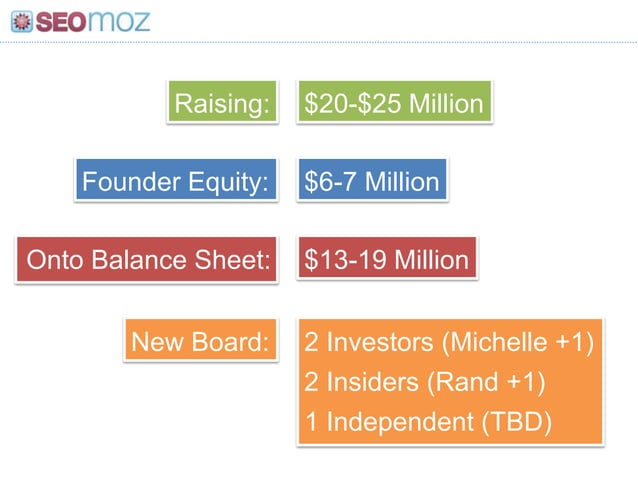 SEOmoz
Raising: $20-$25 Million
Founder Equity: $6-7 Million
Onto Balance Sheet: $13-19 Million
New Board: 2 Investors (Michelle +1)
2 Insiders (Rand +1)
1 Independent (TBD)